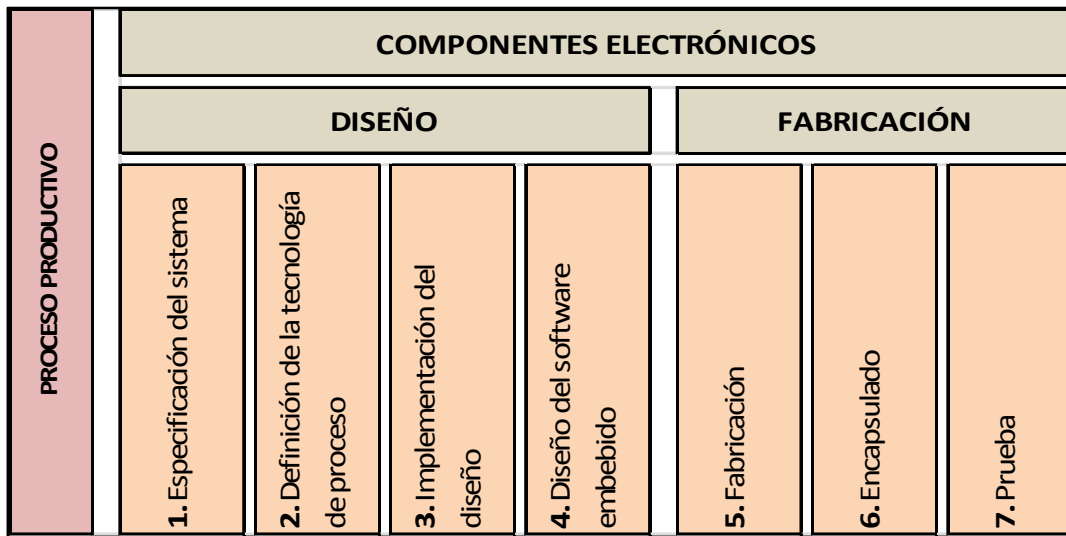 PROCESO PRODUCTIVO
COMPONENTES ELECTRÓNICOS
DISEÑO
FABRICACIÓN
1. Especificación del sistema
2. Definición de la tecnología
de proceso
3. Implementación del
diseño
4. Diseño del software
embebido
5. Fabricación
6. Encapsulado
7. Prueba